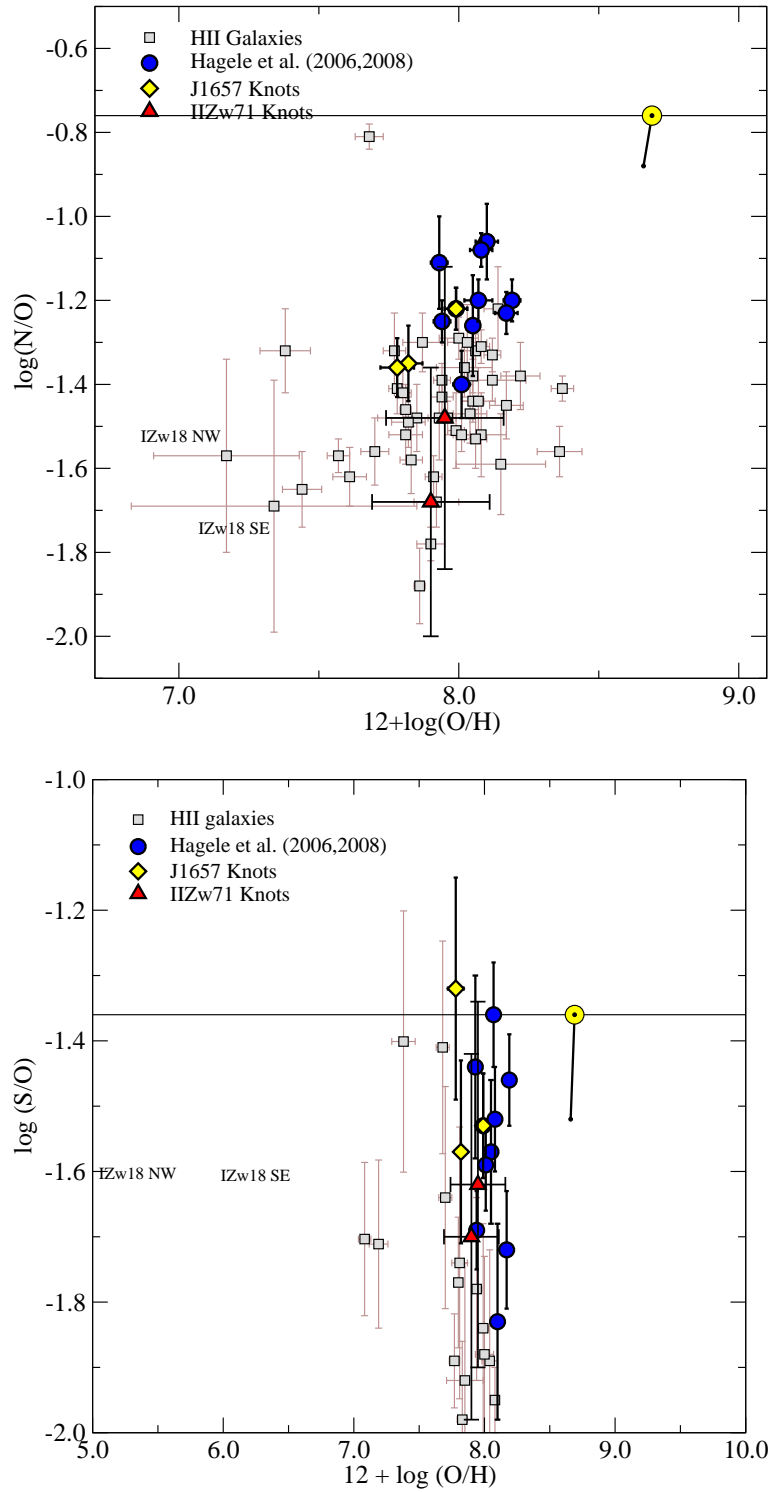 -0.6
HII Galaxies
Hagele et al. (2006,2008)
J1657 Knots
IIZw71 Knots
-0.8
-1.0
-1.2
-1.4
-1.6
-1.8
-2.0
log(N/O)
IZw18 NW
IZw18 SE
7.0 8.0 9.0
12+log(O/H)
-1.0
HII galaxies
Hagele et al. (2006,2008)
J1657 Knots
IIZw71 Knots
-1.2
-1.4
-1.6
-1.8
-2.0
log (S/O)
IZw18 NW IZw18 SE
5.0 6.0 7.0 8.0 9.0 10.0
12 + log (O/H)